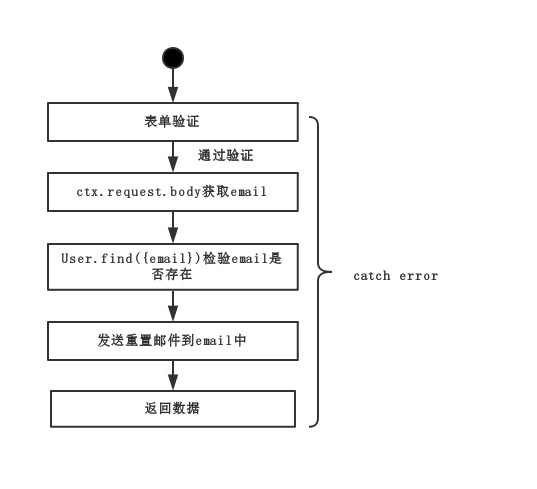 表单验证
通过验证
ctx.request.body获取email
User.find({email})检验email是
否存在
catch error
发送重置邮件到email中
返回数据